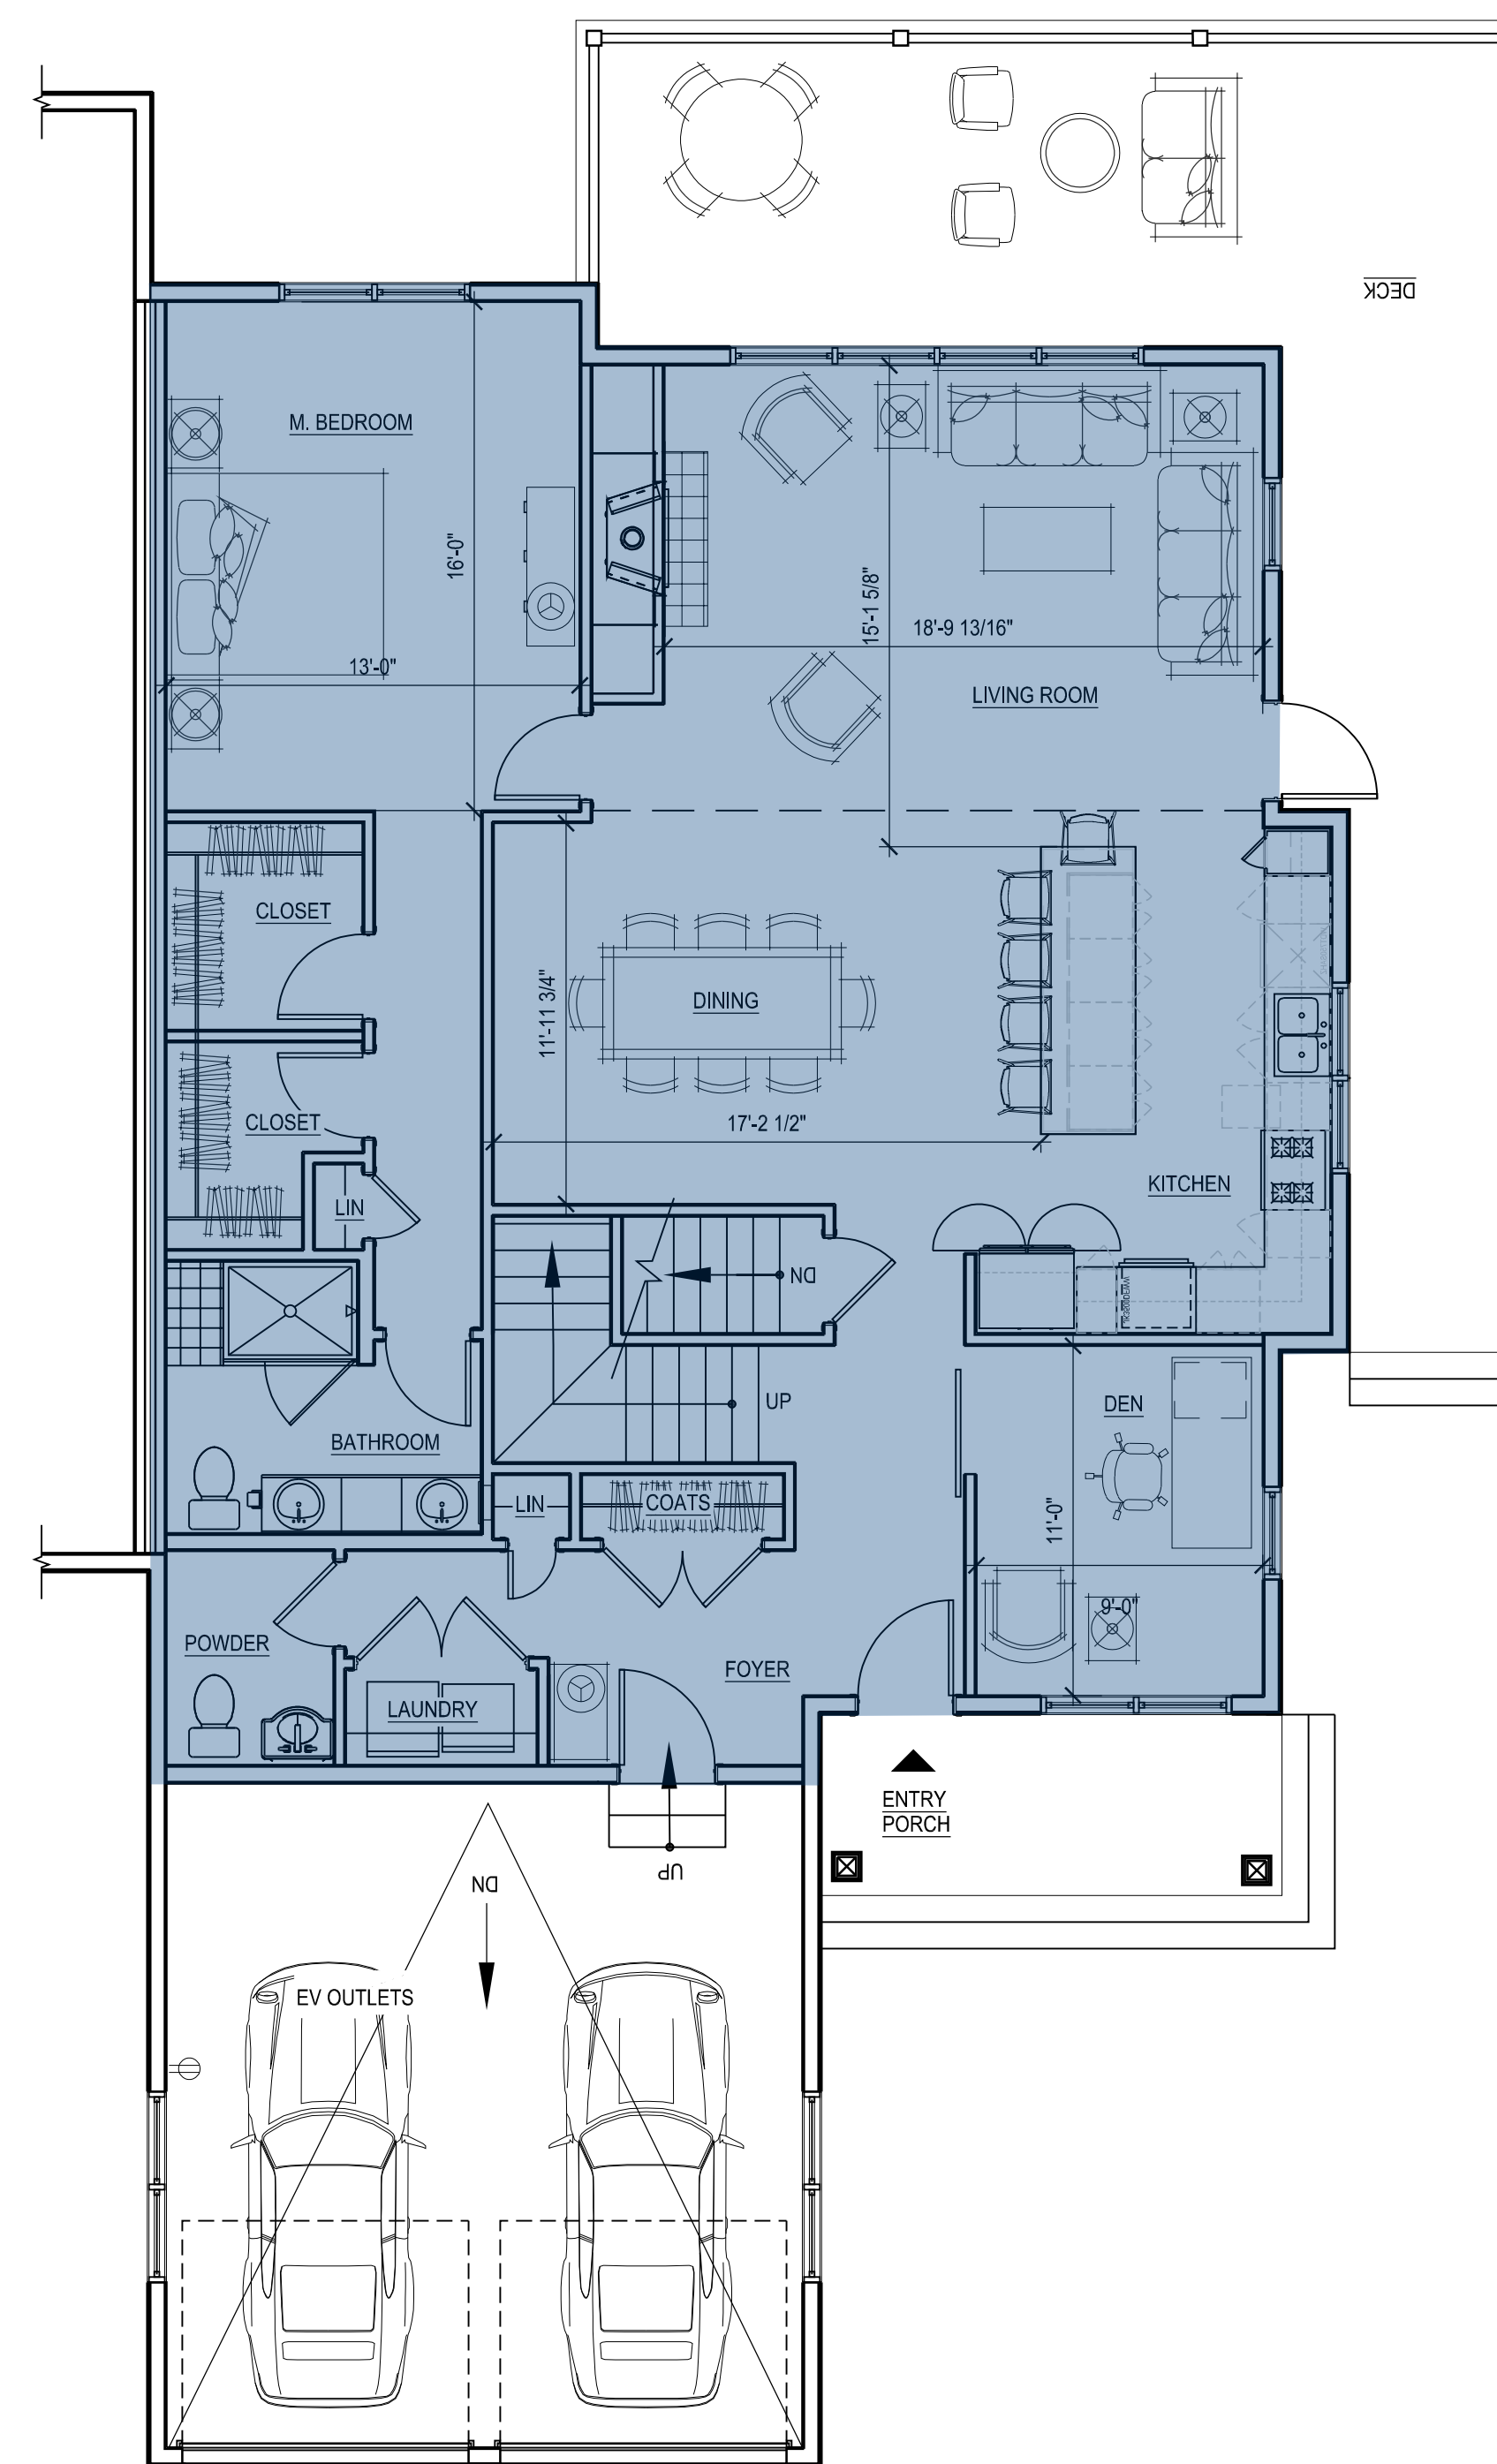 DECK
M. BEDROOM
16'-0"
13'-0"
15'-1 5/8"
18'-9 13/16"
LIVING ROOM
CLOSET
DINING
11'-11 3/4"
CLOSET
17'-2 1/2"
KITCHEN
LIN
DN
UP
DEN
BATHROOM
LIN
COATS
11'-0"
9'-0"
POWDER
FOYER
LAUNDRY
ENTRY
PORCH
UP
DN
EV OUTLETS